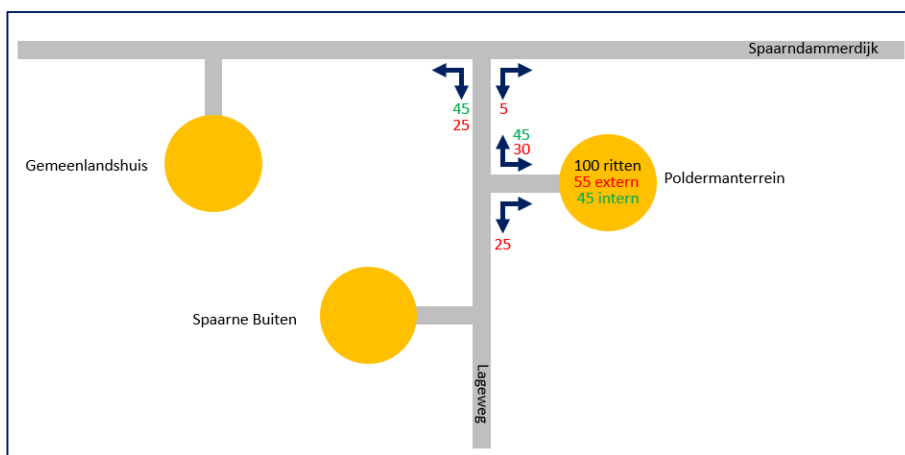 Spaarndammerdijk
45
25
5
45
30
Gemeenlandshuis
100 ritten
55 extern
45 intern
Poldermanterrein
25
Spaarne Buiten
Lageweg